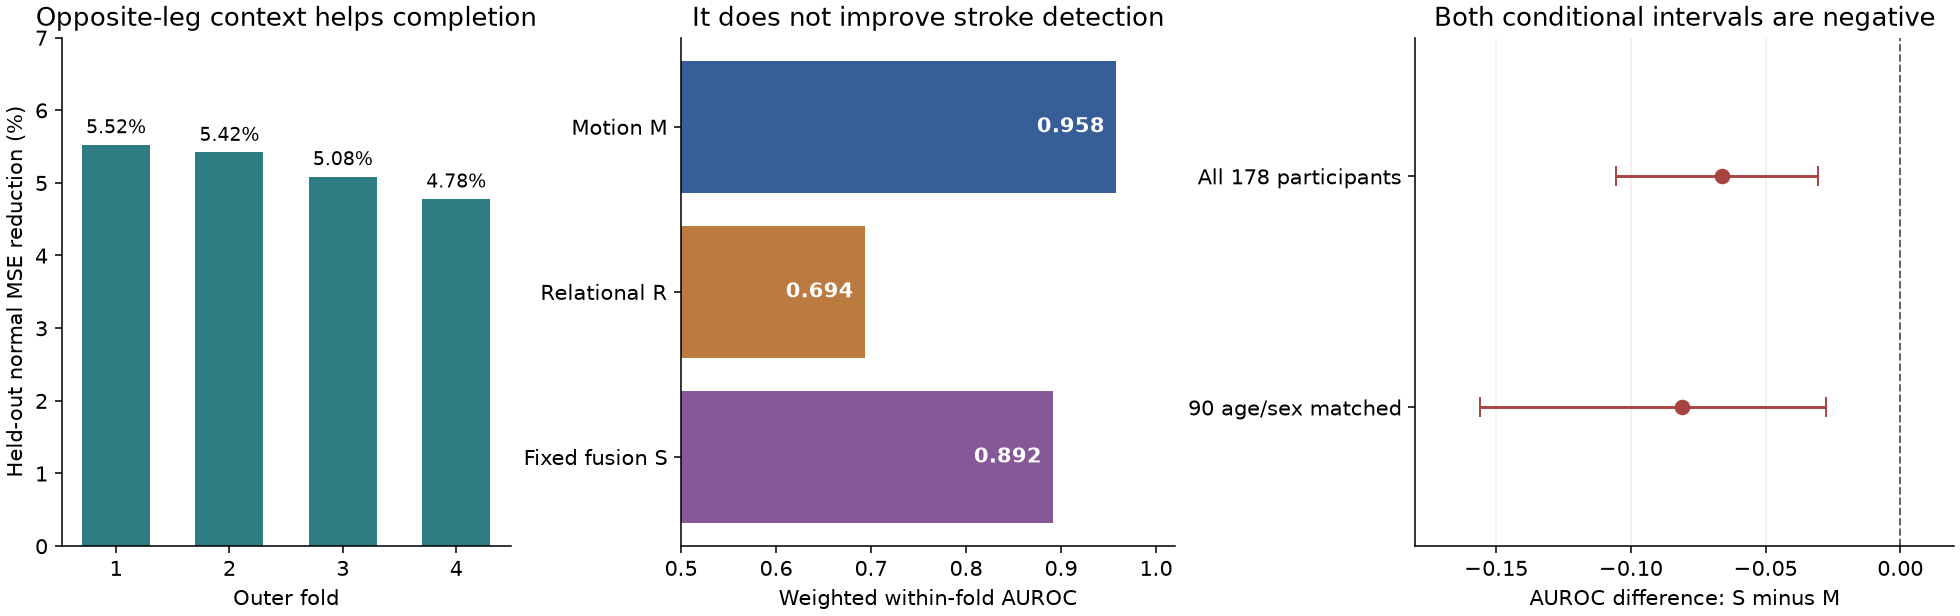 Opposite-leg context helps completion
Held-out normal MSE reduction (%)
7
6
5
4
3
2
1
0
5.52%
5.42%
5.08%
4.78%
1
2
3
4
Outer fold
It does not improve stroke detection
Motion M
Relational R
Fixed fusion S
0.958
0.694
0.892
0.5
0.6
0.7
0.8
0.9
1.0
Weighted within-fold AUROC
Both conditional intervals are negative
All 178 participants
90 age/sex matched
−0.15
−0.10
−0.05
0.00
AUROC difference: S minus M